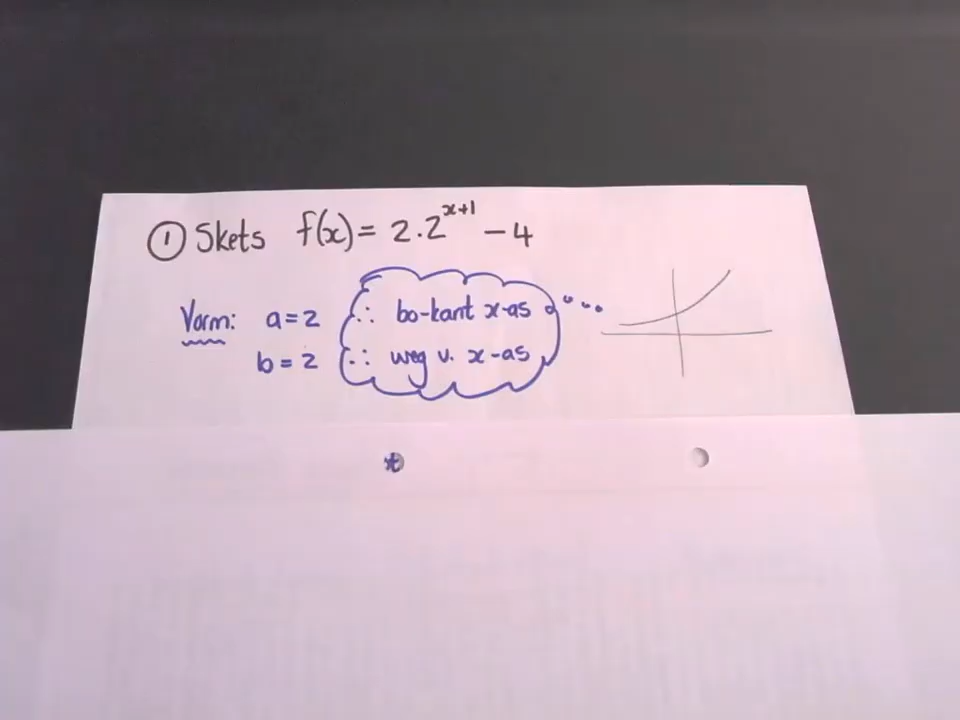 ① Skets f(x) = 2.2^{x+1} - 4
Vorm: a = 2 ∴ bo-kant x-as
b = 2 ∴ weg v. x-as